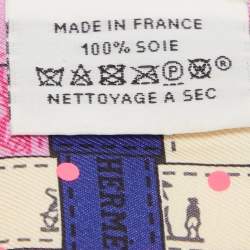 MADE IN FRANCE
100% SOIE
NETTOYAGE A SEC
HERMÈS